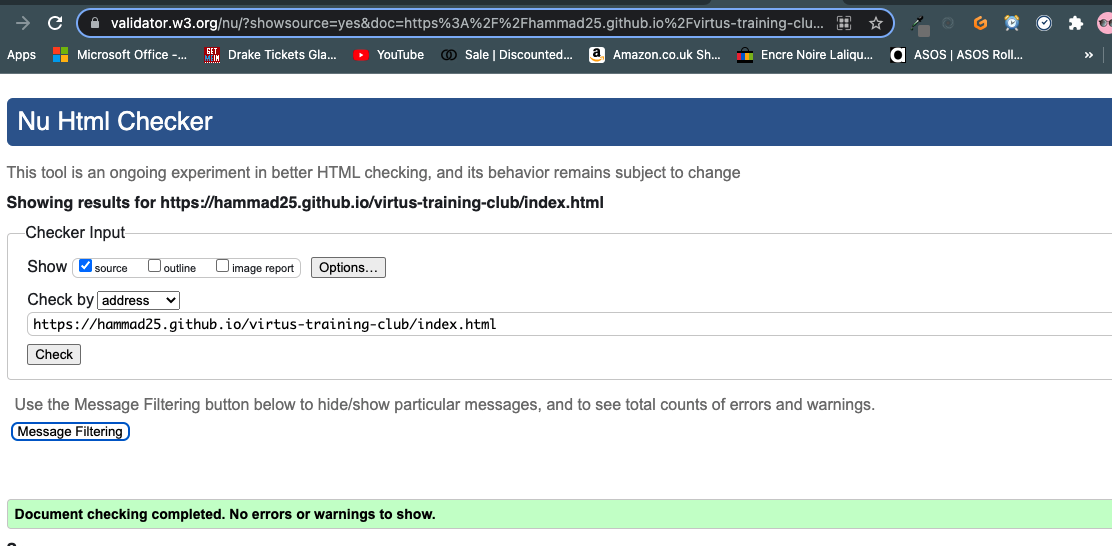 validator.w3.org/nu/?showsource=yes&doc=https%3A%2F%2Fhammad25.github.io%2Fvirtus-training-clu...
Apps Microsoft Office -... Drake Tickets Gla... YouTube Sale | Discounted... Amazon.co.uk Sh... Encre Noire Laliqu... ASOS | ASOS Roll... »
Nu Html Checker
This tool is an ongoing experiment in better HTML checking, and its behavior remains subject to change
Showing results for https://hammad25.github.io/virtus-training-club/index.html
Checker Input
Show source outline image report Options...
Check by address
https://hammad25.github.io/virtus-training-club/index.html
Check
Use the Message Filtering button below to hide/show particular messages, and to see total counts of errors and warnings.
Message Filtering
Document checking completed. No errors or warnings to show.